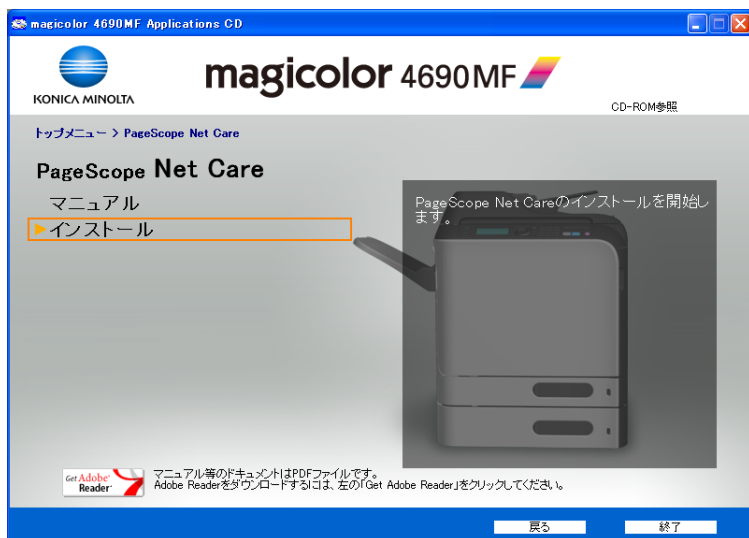 magicolor 4690MF Applications CD
KONICA MINOLTA
magicolor 4690MF
CD-ROM参照
トップメニュー > PageScope Net Care
PageScope Net Care
マニュアル
インストール
PageScope Net Careのインストールを開始し
ます。
Get Adobe®
Reader®
マニュアル等のドキュメントはPDFファイルです。
Adobe Readerをダウンロードするには、左の「Get Adobe Reader」をクリックしてください。
戻る
終了